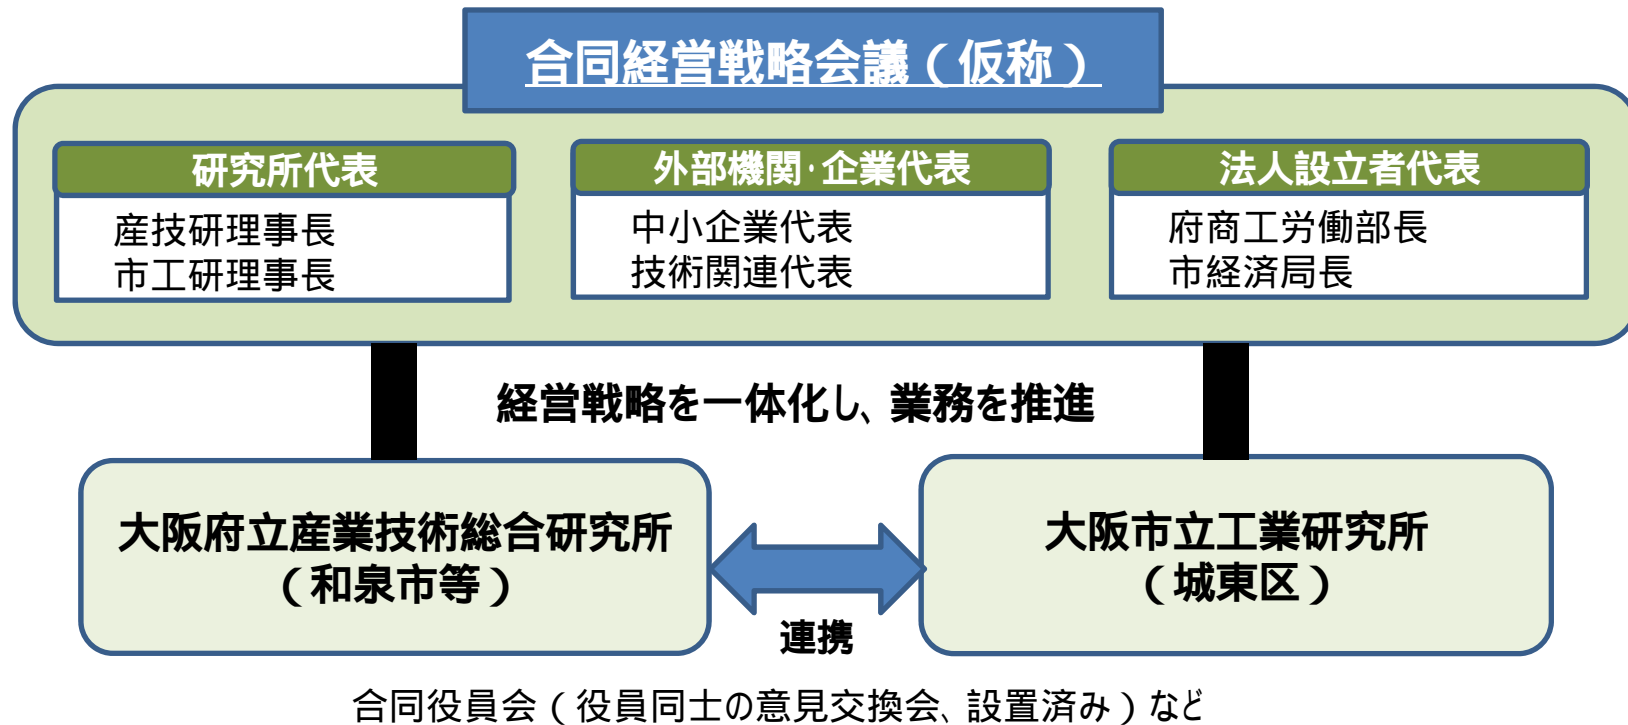 合同経営戦略会議（仮称）
研究所代表
産技研理事長
市工研理事長
外部機関・企業代表
中小企業代表
技術関連代表
法人設立者代表
府商工労働部長
市経済局長
経営戦略を一体化し、業務を推進
大阪府立産業技術総合研究所
（和泉市等）
大阪市立工業研究所
（城東区）
連携
合同役員会（役員同士の意見交換会、設置済み）など